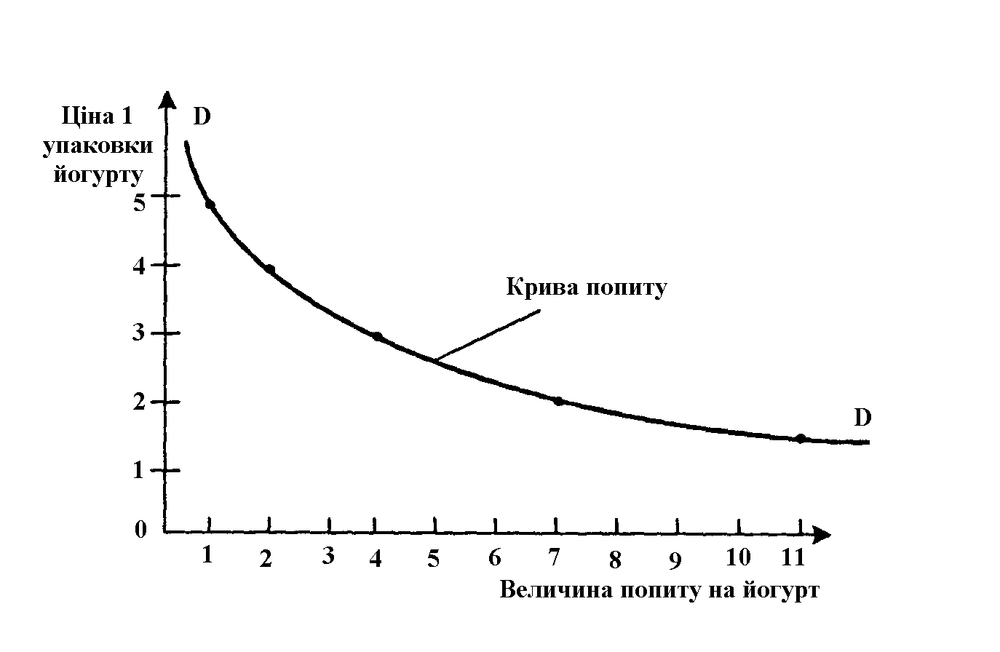 Ціна 1
упаковки
йогурту
D
5
4
3
2
1
0
Крива попиту
D
1 2 3 4 5 6 7 8 9 10 11
Величина попиту на йогурт